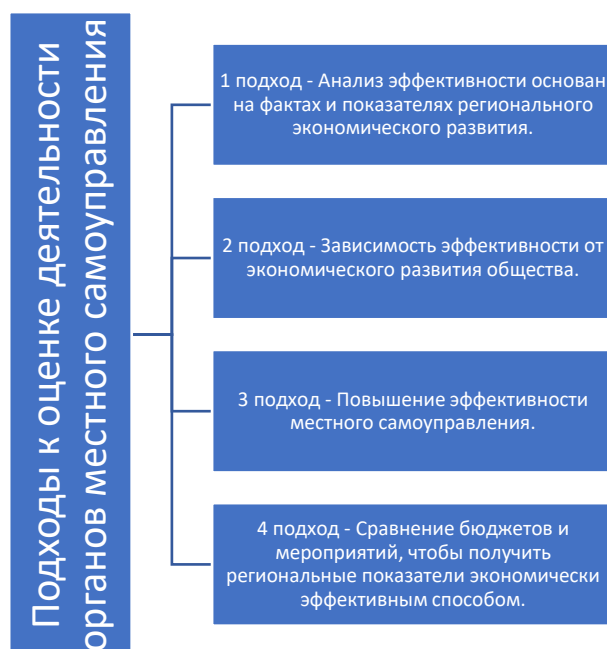 Подходы к оценке деятельности
органов местного самоуправления
1 подход - Анализ эффективности основан
на фактах и показателях регионального
экономического развития.
2 подход - Зависимость эффективности от
экономического развития общества.
3 подход - Повышение эффективности
местного самоуправления.
4 подход - Сравнение бюджетов и
мероприятий, чтобы получить
региональные показатели экономически
эффективным способом.